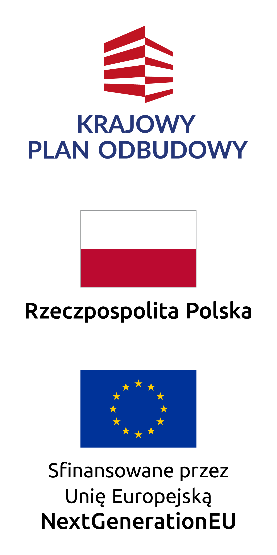 KRAJOWY
PLAN ODBUDOWY
Rzeczpospolita Polska
Sfinansowane przez
Unię Europejską
NextGenerationEU